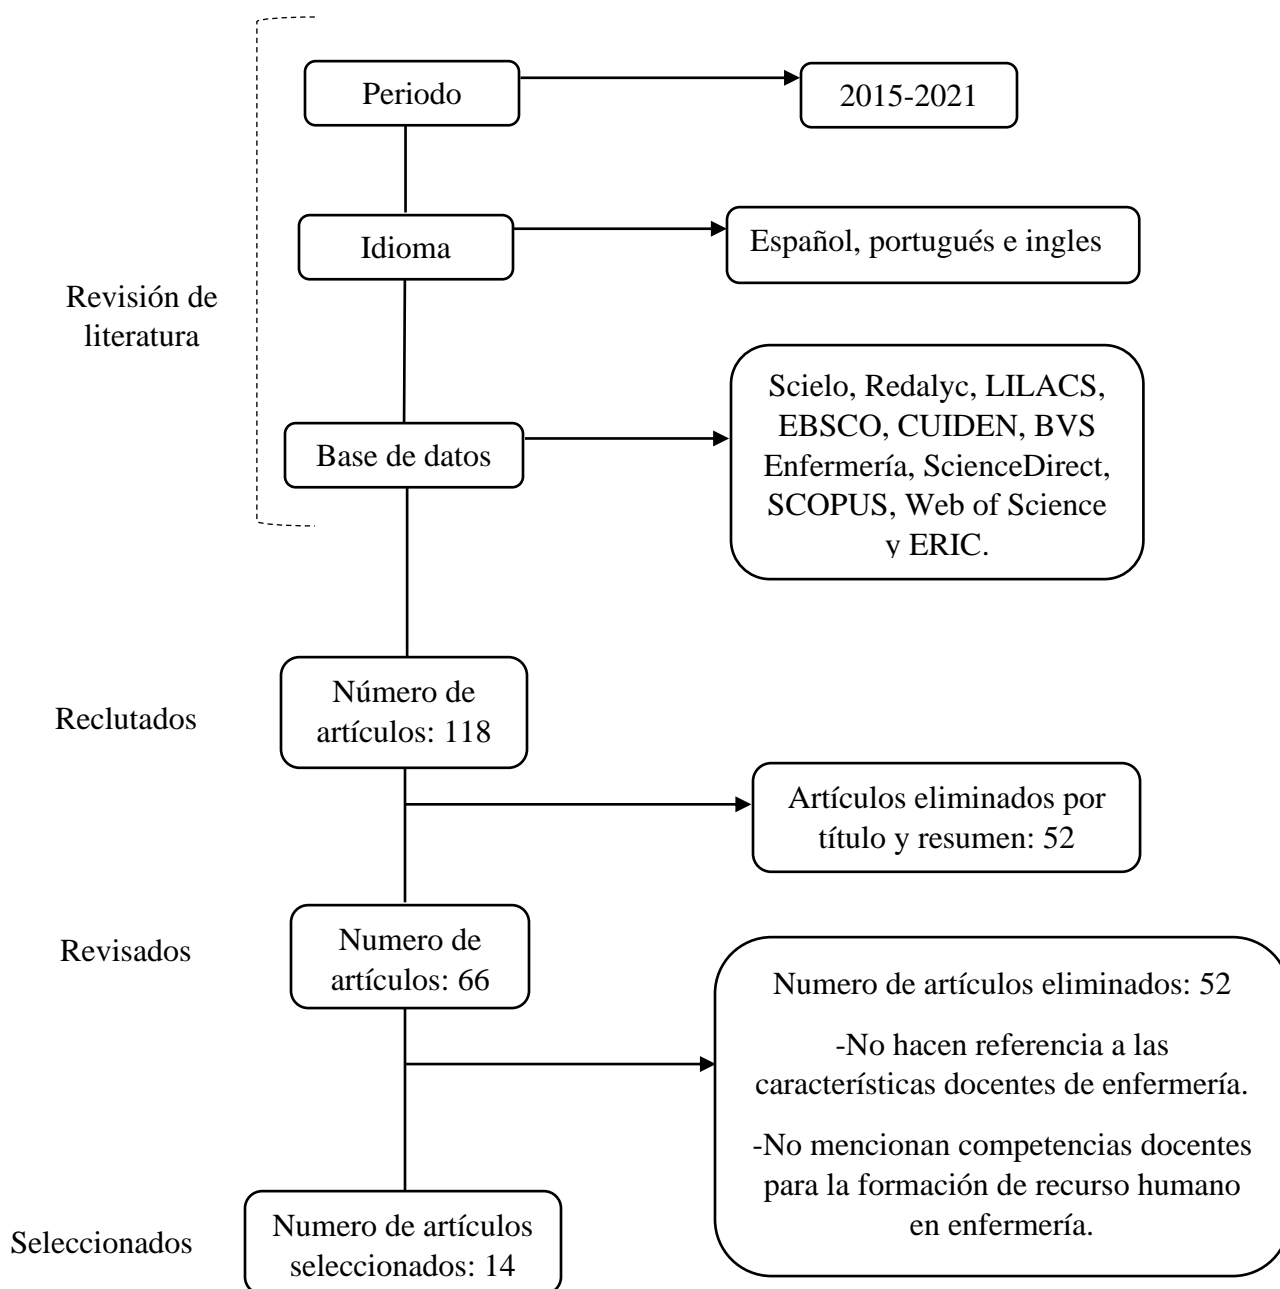 Periodo
2015-2021
Idioma
Español, portugués e ingles
Revisión de
literatura
Base de datos
Scielo, Redalyc, LILACS,
EBSCO, CUIDEN, BVS
Enfermería, ScienceDirect,
SCOPUS, Web of Science
y ERIC.
Reclutados
Número de
artículos: 118
Artículos eliminados por
título y resumen: 52
Revisados
Numero de
artículos: 66
Numero de artículos eliminados: 52
-No hacen referencia a las
características docentes de enfermería.
-No mencionan competencias docentes
para la formación de recurso humano
en enfermería.
Seleccionados
Numero de artículos
seleccionados: 14